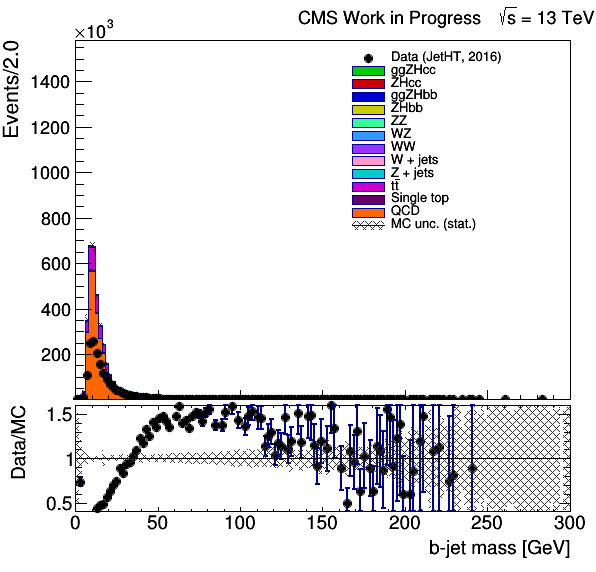 CMS Work in Progress √s = 13 TeV
×10³
Events/2.0
1400
1200
1000
800
600
400
200
Data (JetHT, 2016)
ggZHcc
ZHcc
ggZHbb
ZHbb
ZZ
WZ
WW
W + jets
Z + jets
tt̄
Single top
QCD
MC unc. (stat.)
Data/MC
1.5
1
0.5
0 50 100 150 200 250 300
b-jet mass [GeV]